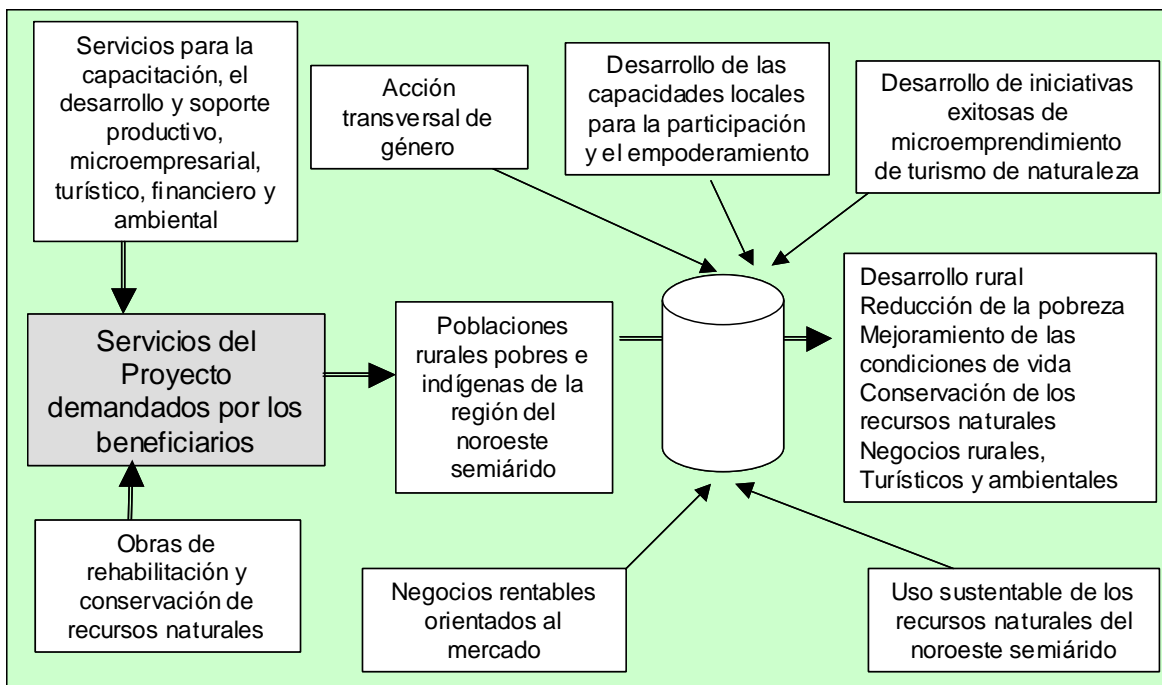 Servicios para la
capacitación, el
desarrollo y soporte
productivo,
microempresarial,
turístico, financiero y
ambiental
Acción
transversal de
género
Desarrollo de las
capacidades locales
para la participación
y el empoderamiento
Desarrollo de iniciativas
exitosas de
microemprendimiento
de turismo de naturaleza
Servicios del
Proyecto
demandados por los
beneficiarios
Poblaciones
rurales pobres e
indígenas de la
región del
noroeste
semiárido
Desarrollo rural
Reducción de la pobreza
Mejoramiento de las
condiciones de vida
Conservación de los
recursos naturales
Negocios rurales,
Turísticos y ambientales
Obras de
rehabilitación y
conservación de
recursos naturales
Negocios rentables
orientados al
mercado
Uso sustentable de los
recursos naturales del
noroeste semiárido